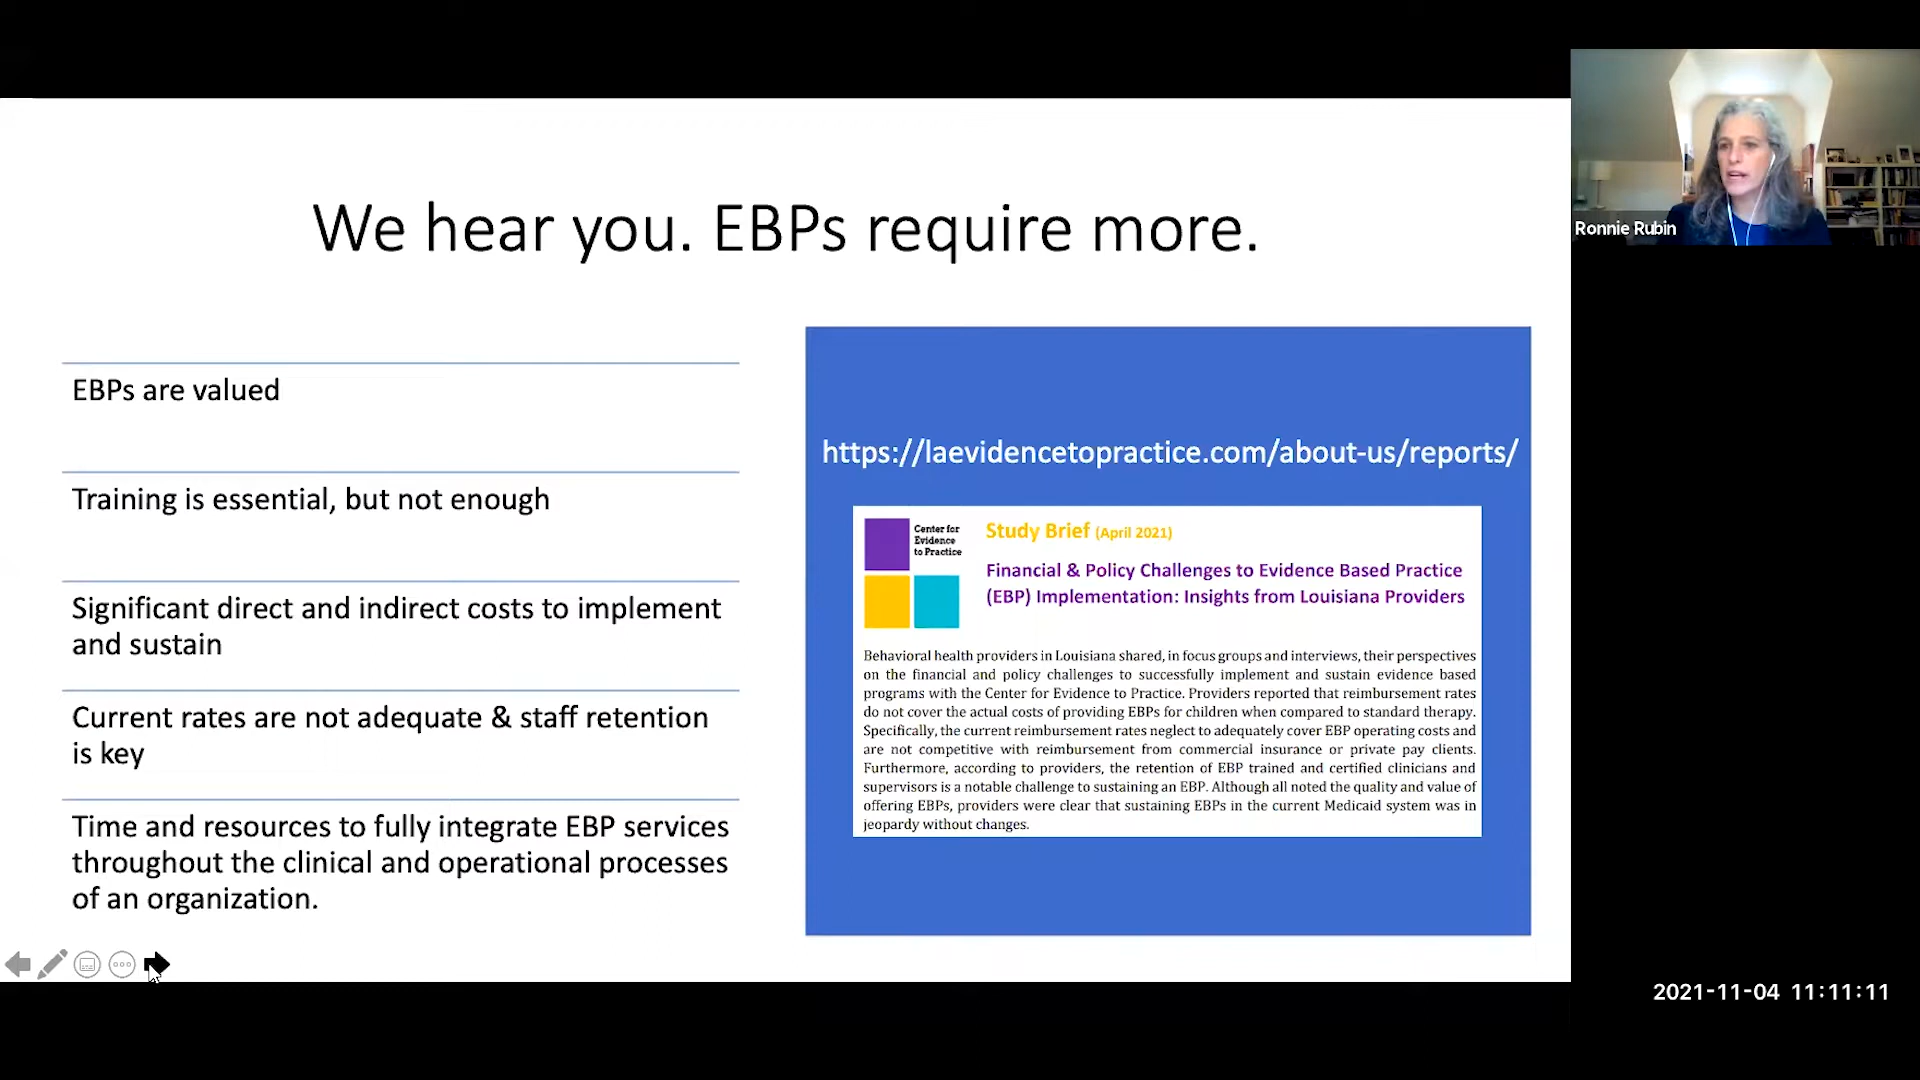 We hear you. EBPs require more.
EBPs are valued
Training is essential, but not enough
Significant direct and indirect costs to implement
and sustain
Current rates are not adequate & staff retention
is key
Time and resources to fully integrate EBP services
throughout the clinical and operational processes
of an organization.
https://laevidencetopractice.com/about-us/reports/
Center for
Evidence
to Practice
Study Brief (April 2021)
Financial & Policy Challenges to Evidence Based Practice
(EBP) Implementation: Insights from Louisiana Providers
Behavioral health providers in Louisiana shared, in focus groups and interviews, their perspectives
on the financial and policy challenges to successfully implement and sustain evidence based
programs with the Center for Evidence to Practice. Providers reported that reimbursement rates
do not cover the actual costs of providing EBPs for children when compared to standard therapy.
Specifically, the current reimbursement rates neglect to adequately cover EBP operating costs and
are not competitive with reimbursement from commercial insurance or private pay clients.
Furthermore, according to providers, the retention of EBP trained and certified clinicians and
supervisors is a notable challenge to sustaining an EBP. Although all noted the quality and value of
offering EBPs, providers were clear that sustaining EBPs in the current Medicaid system was in
jeopardy without changes.
Ronnie Rubin
2021-11-04 11:11:11